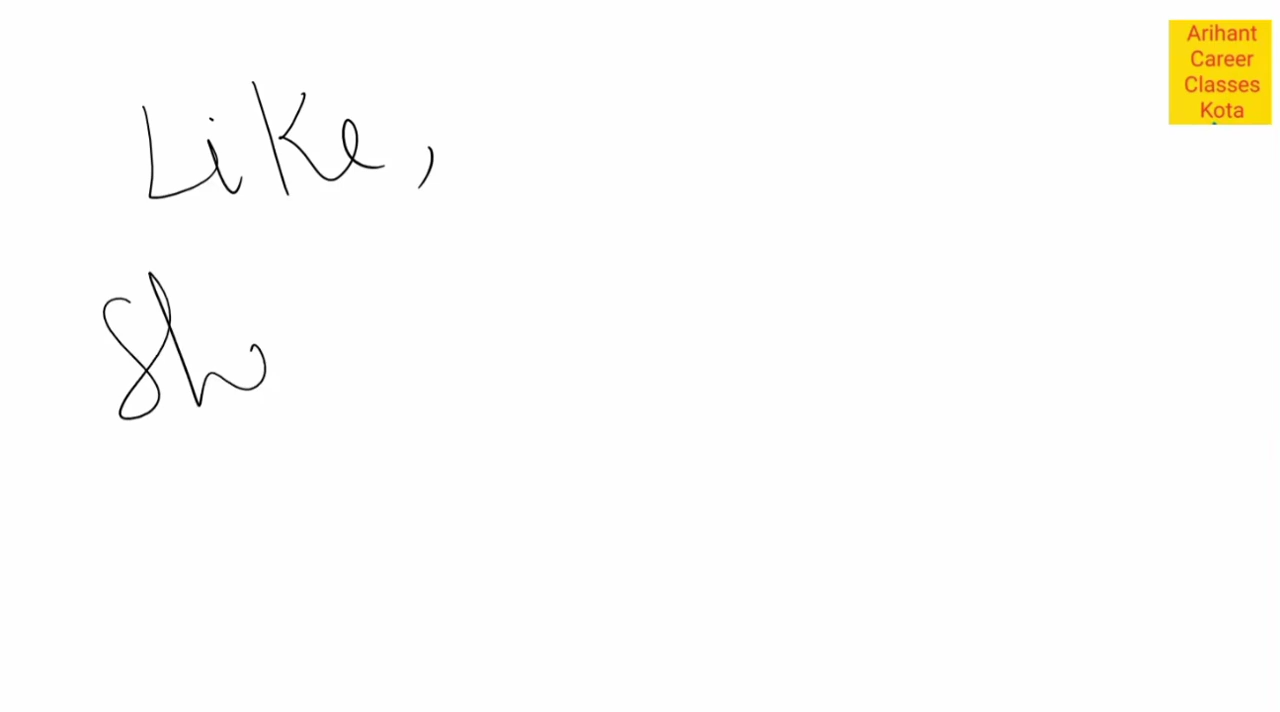 Like,
Sh
Arihant
Career
Classes
Kota